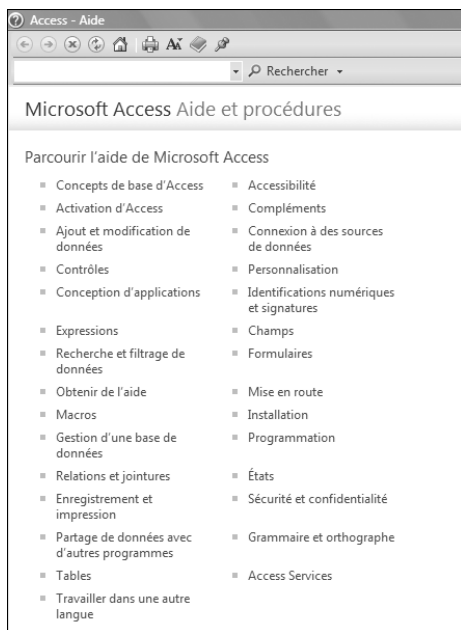 Access - Aide
Rechercher
Microsoft Access Aide et procédures
Parcourir l'aide de Microsoft Access
Concepts de base d'Access
Activation d'Access
Ajout et modification de
données
Contrôles
Conception d'applications
Expressions
Recherche et filtrage de
données
Obtenir de l'aide
Macros
Gestion d'une base de
données
Relations et jointures
Enregistrement et
impression
Partage de données avec
d'autres programmes
Tables
Travailler dans une autre
langue
Accessibilité
Compléments
Connexion à des sources
de données
Personnalisation
Identifications numériques
et signatures
Champs
Formulaires
Mise en route
Installation
Programmation
États
Sécurité et confidentialité
Grammaire et orthographe
Access Services